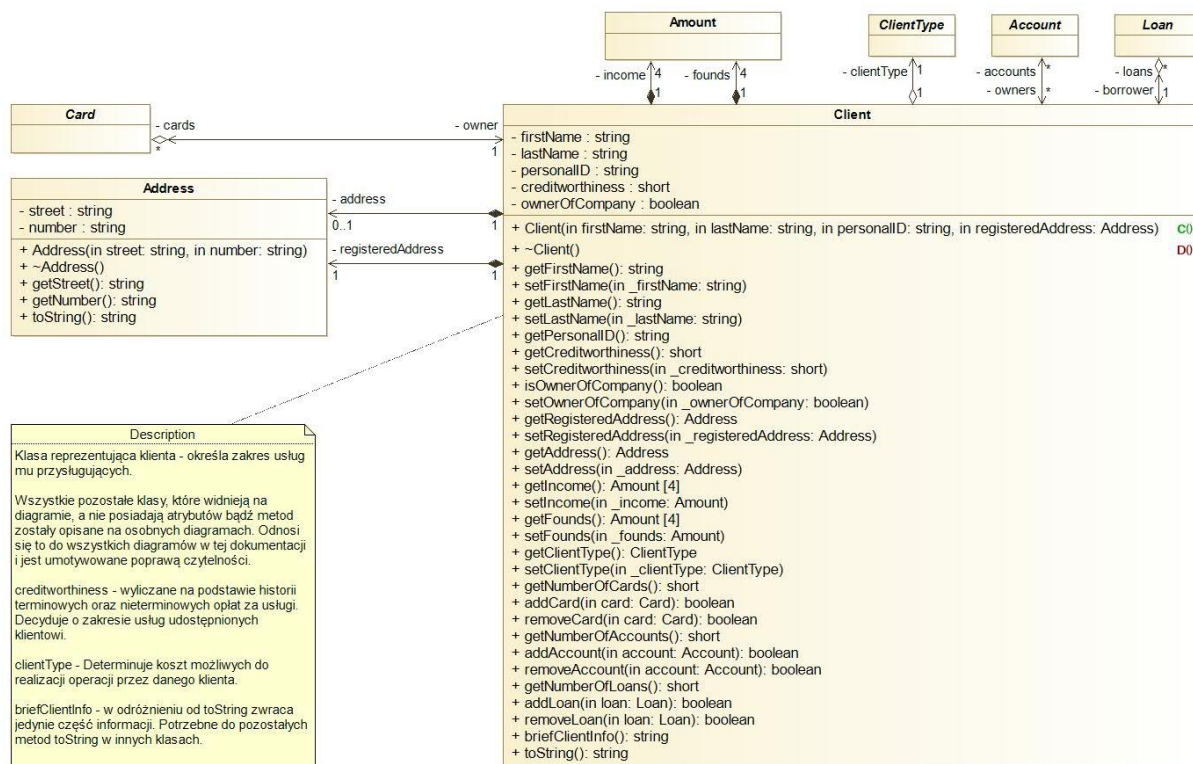 Amount
ClientType
Account
Loan
- income 4
- founds 4
- clientType 1
- accounts *
- loans *
1
1
1
- owners *
- borrower 1
Card
- cards
*
- owner
1
Client
- firstName : string
- lastName : string
- personalID : string
- creditworthiness : short
- ownerOfCompany : boolean
Address
- street : string
- number : string
+ Address(in street: string, in number: string)
+ ~Address()
+ getStreet(): string
+ getNumber(): string
+ toString(): string
- address
0..1
1
- registeredAddress
1
1
+ Client(in firstName: string, in lastName: string, in personalID: string, in registeredAddress: Address) C0
+ ~Client() D0
+ getFirstName(): string
+ setFirstName(in _firstName: string)
+ getLastName(): string
+ setLastName(in _lastName: string)
+ getPersonalID(): string
+ getCreditworthiness(): short
+ setCreditworthiness(in _creditworthiness: short)
+ isOwnerOfCompany(): boolean
+ setOwnerOfCompany(in _ownerOfCompany: boolean)
+ getRegisteredAddress(): Address
+ setRegisteredAddress(in _registeredAddress: Address)
+ getAddress(): Address
+ setAddress(in _address: Address)
+ getIncome(): Amount [4]
+ setIncome(in _income: Amount)
+ getFounds(): Amount [4]
+ setFounds(in _founds: Amount)
+ getClientType(): ClientType
+ setClientType(in _clientType: ClientType)
+ getNumberOfCards(): short
+ addCard(in card: Card): boolean
+ removeCard(in card: Card): boolean
+ getNumberOfAccounts(): short
+ addAccount(in account: Account): boolean
+ removeAccount(in account: Account): boolean
+ getNumberOfLoans(): short
+ addLoan(in loan: Loan): boolean
+ removeLoan(in loan: Loan): boolean
+ briefClientInfo(): string
+ toString(): string
Description
Klasa reprezentująca klienta - określa zakres usług
mu przysługujących.
Wszystkie pozostałe klasy, które widnieją na
diagramie, a nie posiadają atrybutów bądź metod
zostały opisane na osobnych diagramach. Odnosi
się to do wszystkich diagramów w tej dokumentacji
i jest umotywowane poprawą czytelności.
creditworthiness - wyliczane na podstawie historii
terminowych oraz nieterminowych opłat za usługi.
Decyduje o zakresie usług udostępnionych
klientowi.
clientType - Determinuje koszt możliwych do
realizacji operacji przez danego klienta.
briefClientInfo - w odróżnieniu od toString zwraca
jedynie część informacji. Potrzebne do pozostałych
metod toString w innych klasach.